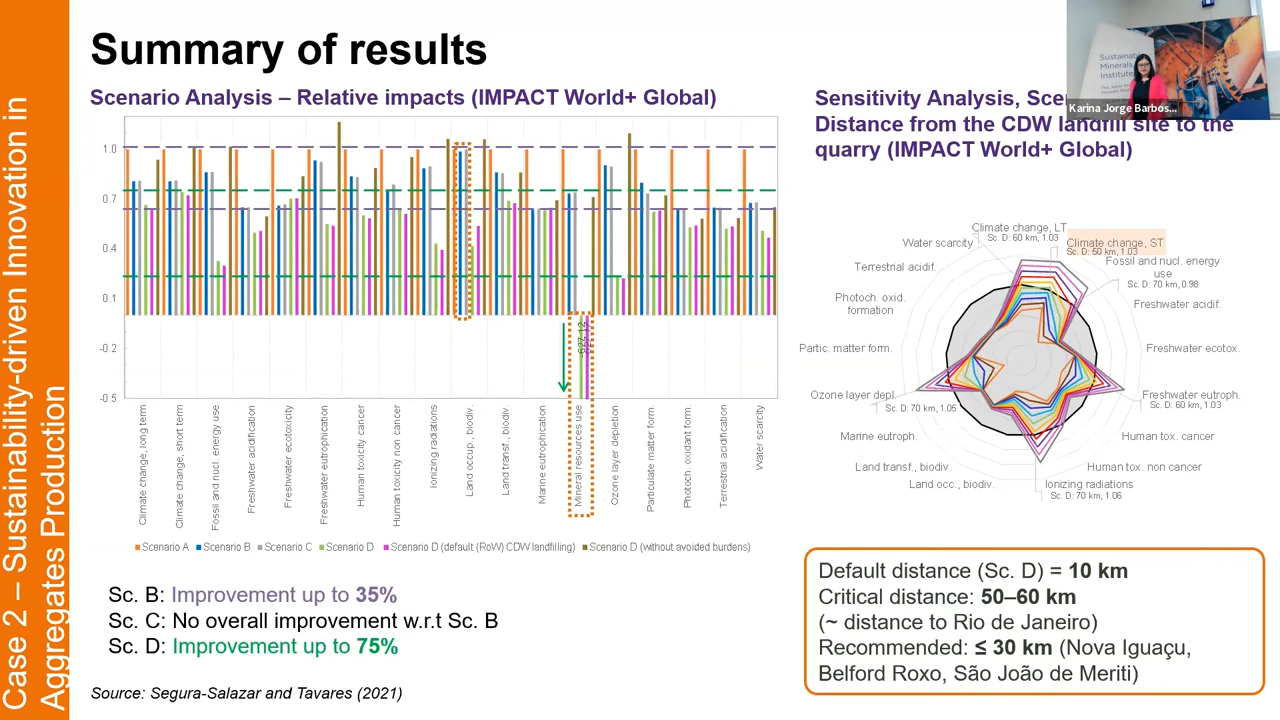 Case 2 – Sustainability-driven Innovation in
Aggregates Production
Summary of results
Scenario Analysis – Relative impacts (IMPACT World+ Global)
1.0
0.7
0.4
0.1
-0.2
-0.5
-627.12
Climate change, long term
Climate change, short term
Fossil and nucl. energy use
Freshwater acidification
Freshwater ecotoxicity
Freshwater eutrophication
Human toxicity cancer
Human toxicity non cancer
Ionizing radiations
Land occup., biodiv.
Land transf., biodiv.
Marine eutrophication
Mineral resources use
Ozone layer depletion
Particulate matter form.
Photoch. oxidant form.
Terrestrial acidification
Water scarcity
Scenario A
Scenario B
Scenario C
Scenario D
Scenario D (default (RoW) CDW landfilling)
Scenario D (without avoided burdens)
Sc. B: Improvement up to 35%
Sc. C: No overall improvement w.r.t Sc. B
Sc. D: Improvement up to 75%
Source: Segura-Salazar and Tavares (2021)
Sustainable
Minerals
Institute
Karina Jorge Barbos...
Sensitivity Analysis,
Distance from the CDW landfill site to the
quarry (IMPACT World+ Global)
Climate change, LT
Sc. D: 60 km, 1.03
Climate change, ST
Sc. D: 50 km, 1.03
Fossil and nucl. energy
use
Sc. D: 70 km, 0.98
Freshwater acidif.
Freshwater ecotox.
Freshwater eutroph.
Sc. D: 60 km, 1.03
Human tox. cancer
Human tox. non cancer
Ionizing radiations
Sc. D: 70 km, 1.06
Land occ., biodiv.
Land transf., biodiv.
Marine eutroph.
Ozone layer depl.
Sc. D: 70 km, 1.05
Partic. matter form.
Photoch. oxid.
formation
Terrestrial acidif.
Water scarcity
Default distance (Sc. D) = 10 km
Critical distance: 50–60 km
(~ distance to Rio de Janeiro)
Recommended: ≤ 30 km (Nova Iguaçu,
Belford Roxo, São João de Meriti)